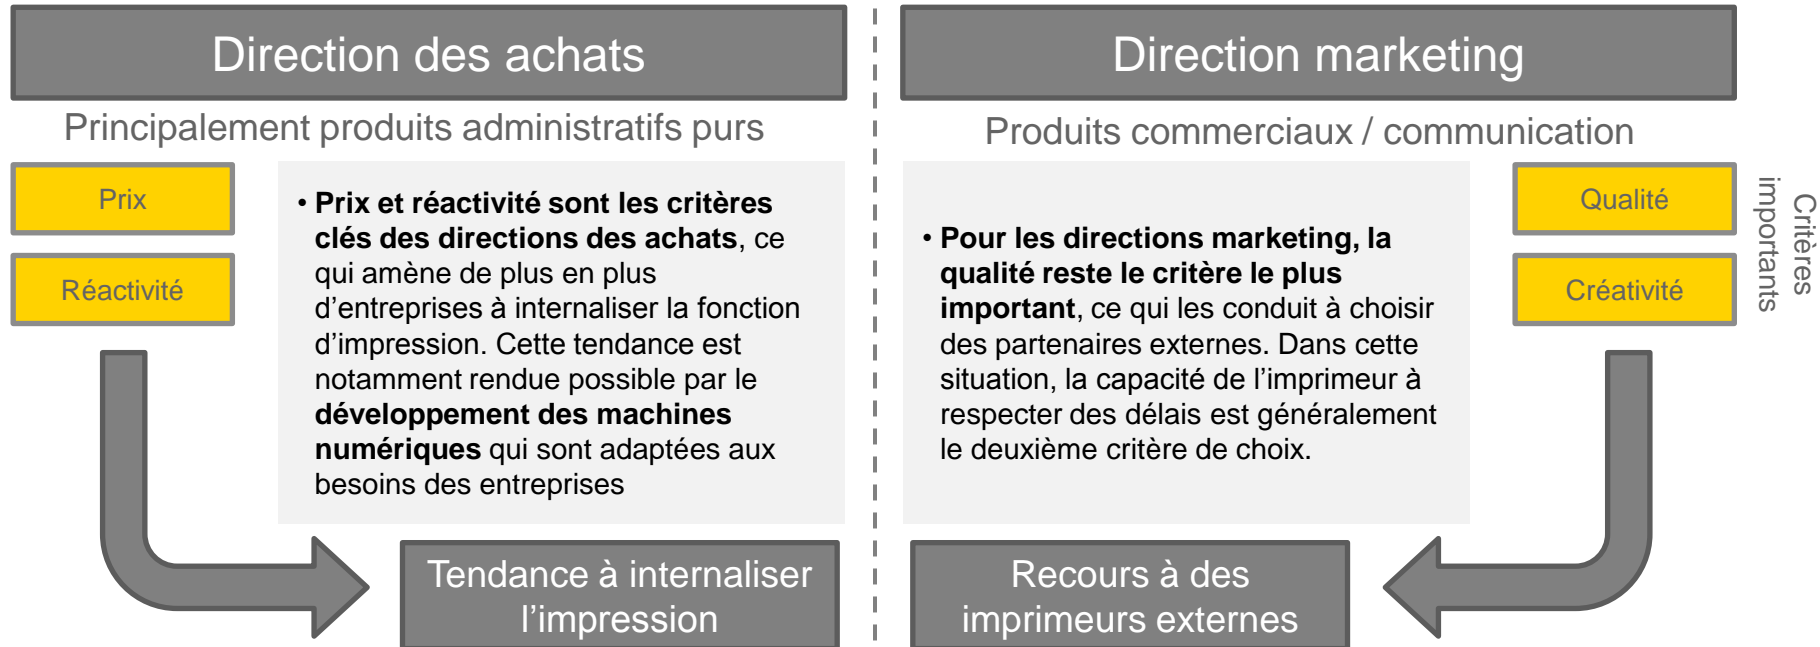 Direction des achats
Principalement produits administratifs purs
Prix
Réactivité
• Prix et réactivité sont les critères
clés des directions des achats, ce
qui amène de plus en plus
d’entreprises à internaliser la fonction
d’impression. Cette tendance est
notamment rendue possible par le
développement des machines
numériques qui sont adaptées aux
besoins des entreprises
Tendance à internaliser
l’impression
Direction marketing
Produits commerciaux / communication
• Pour les directions marketing, la
qualité reste le critère le plus
important, ce qui les conduit à choisir
des partenaires externes. Dans cette
situation, la capacité de l’imprimeur à
respecter des délais est généralement
le deuxième critère de choix.
Qualité
Créativité
Critères
importants
Recours à des
imprimeurs externes